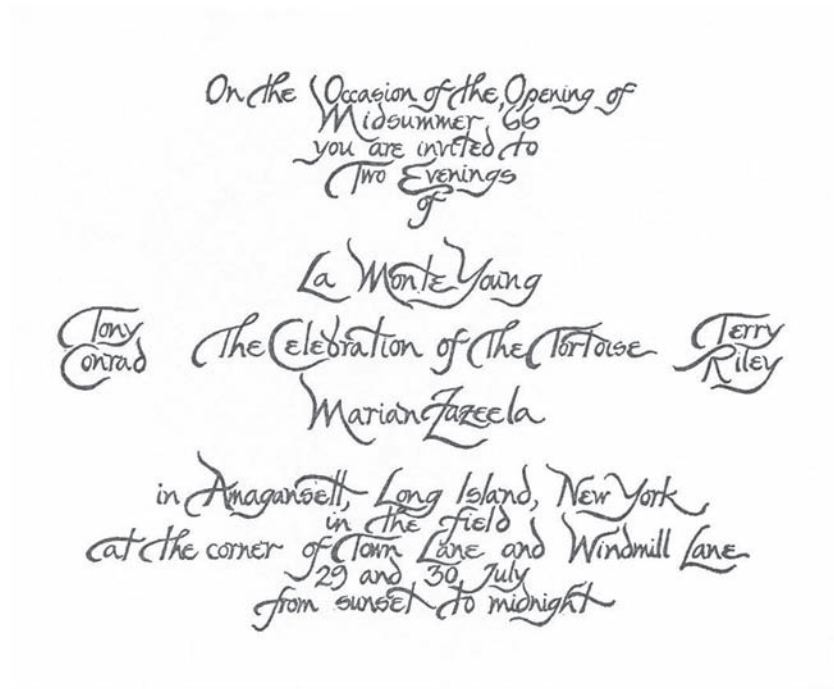 On the Occasion of the Opening of
Midsummer, 66
you are invited to
Two Evenings
of
La Monte Young
Tony
Conrad
The Celebration of The Tortoise
Terry
Riley
Marian Zazeela
in Amagansett, Long Island, New York
in the field
at the corner of Town Lane and Windmill Lane
29 and 30 July
from sunset to midnight